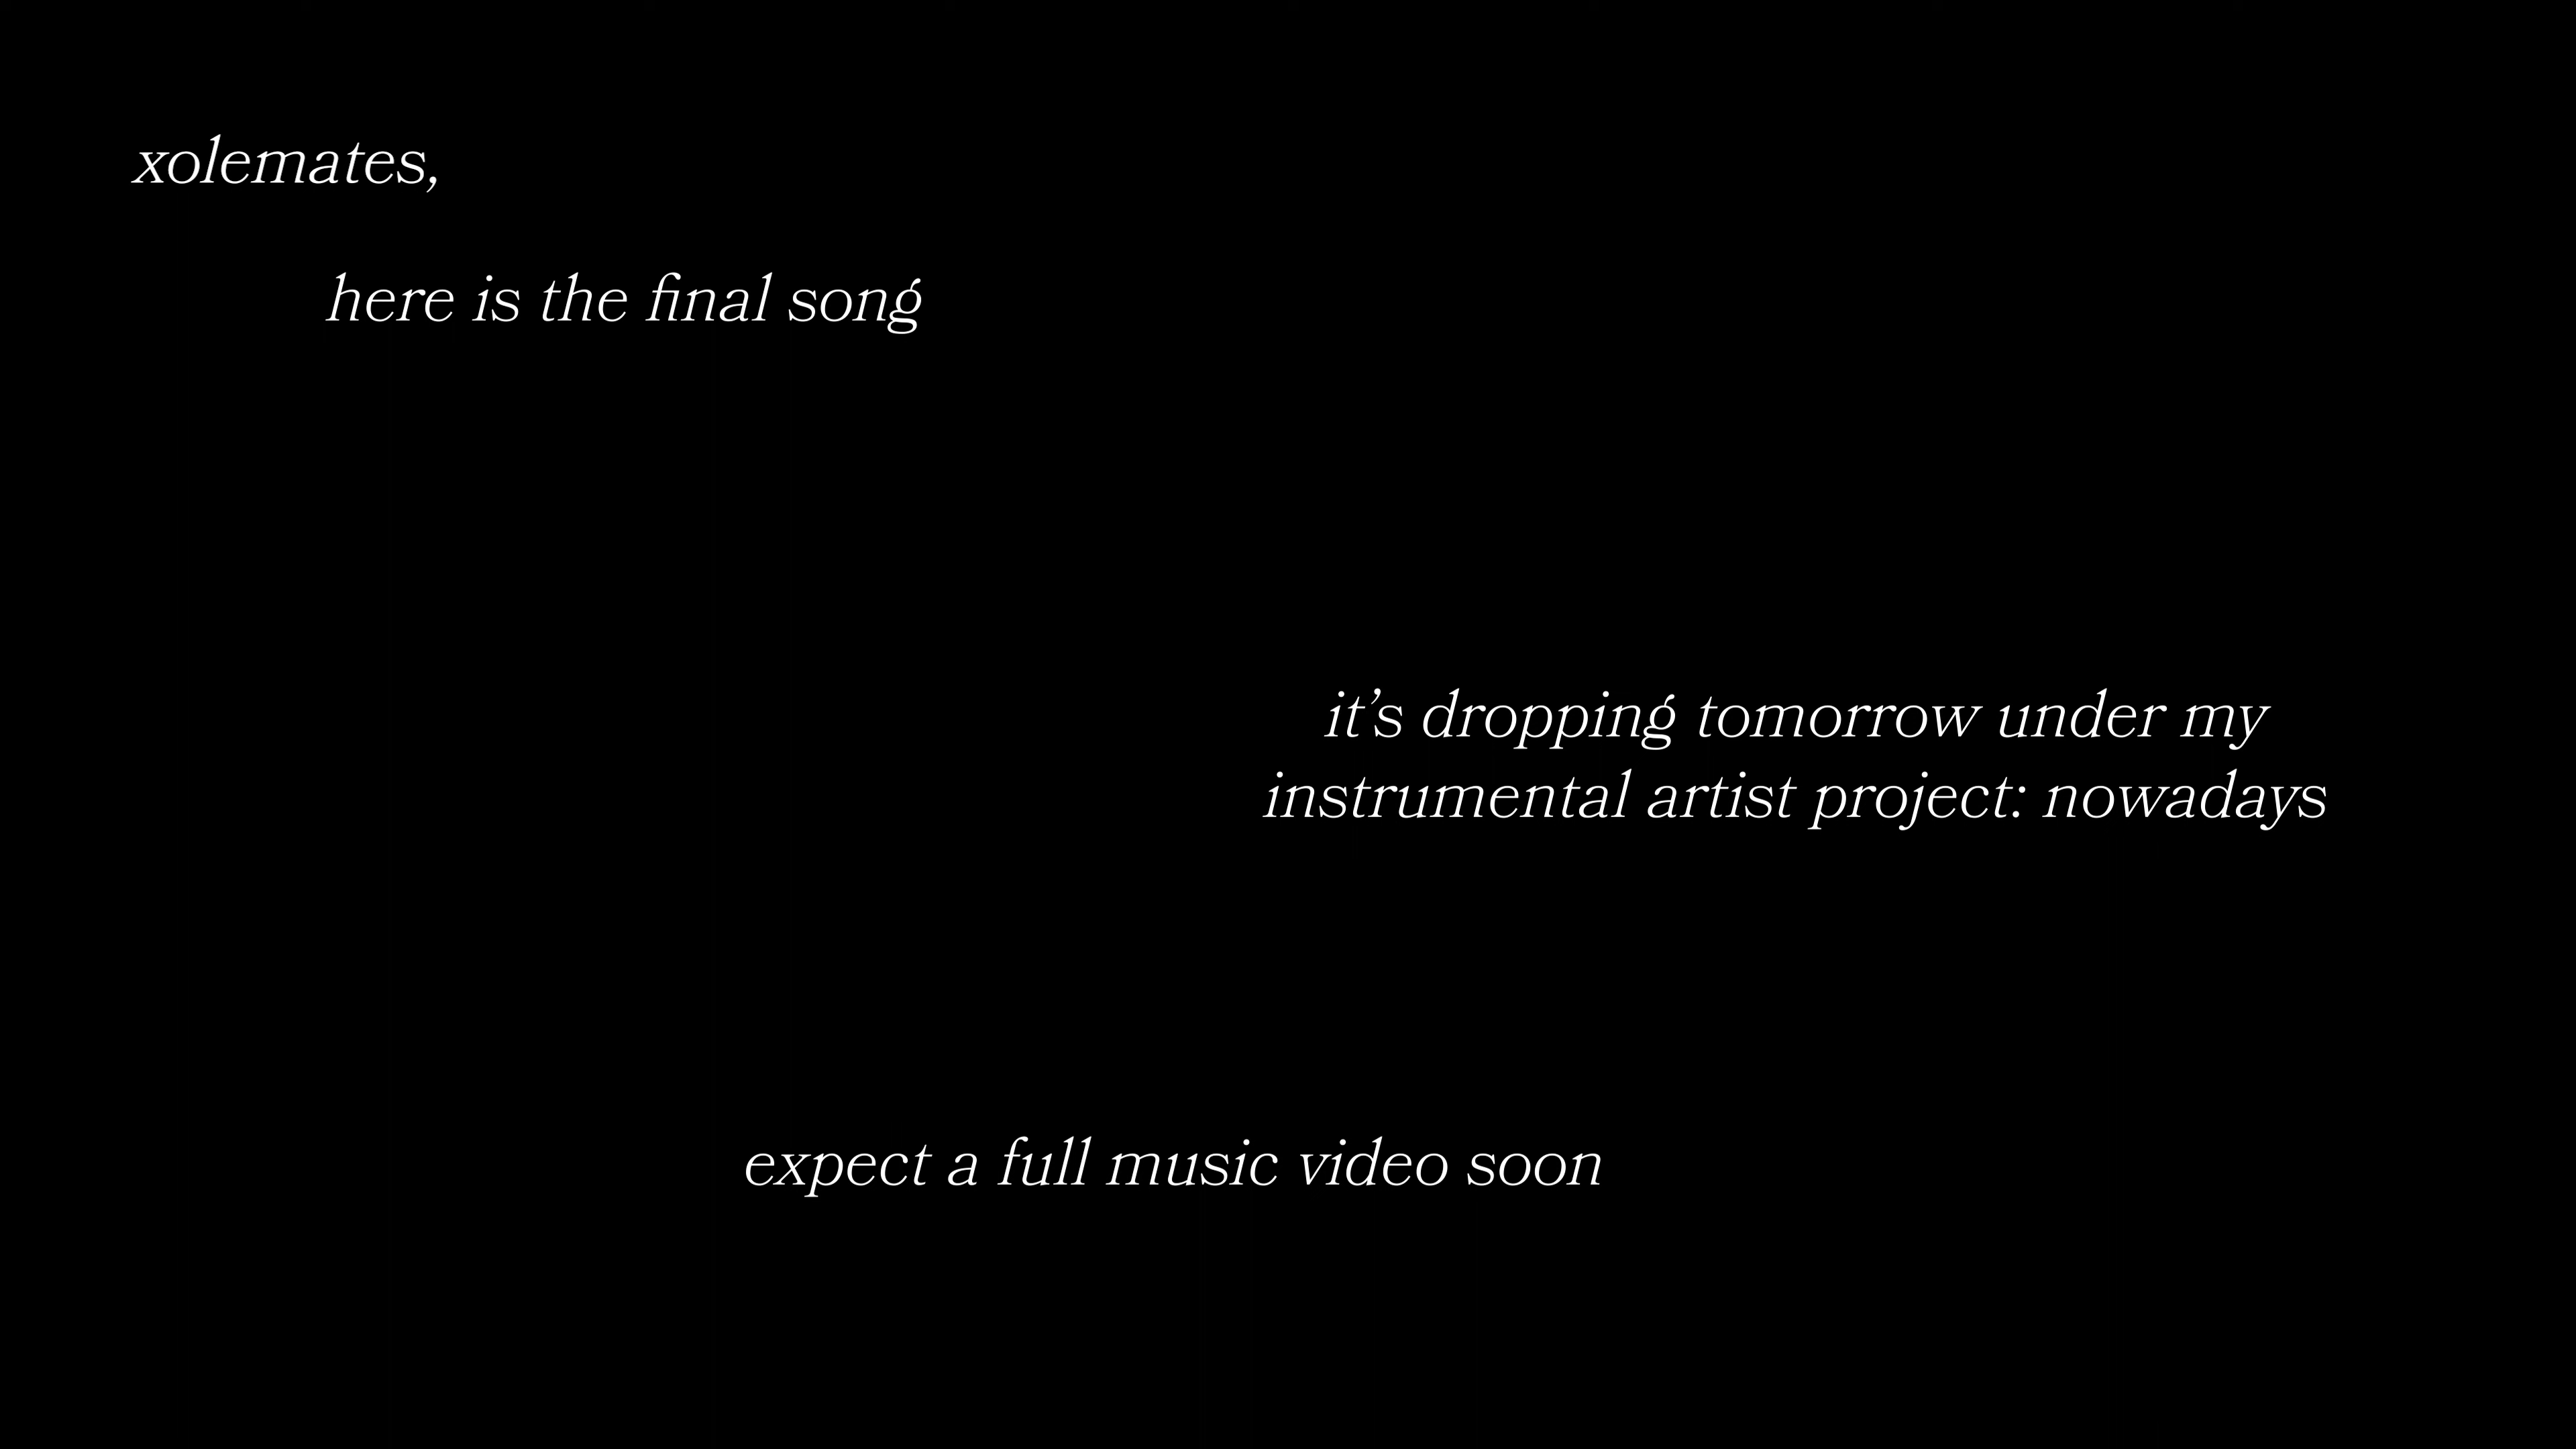 xolemates,
here is the final song
it’s dropping tomorrow under my
instrumental artist project: nowadays
expect a full music video soon